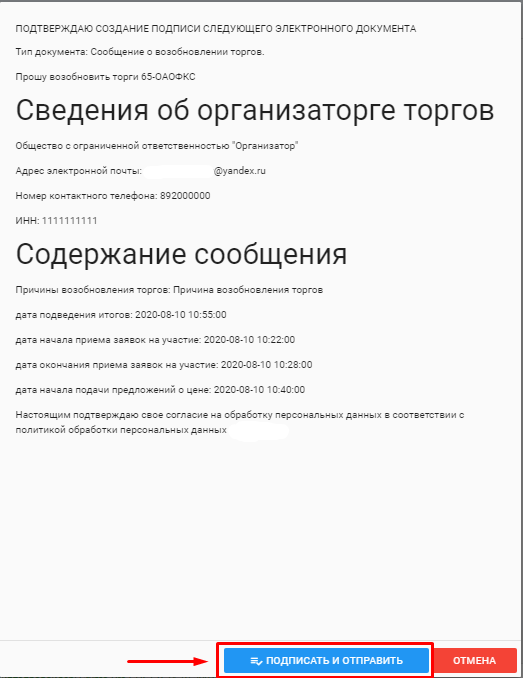 ПОДТВЕРЖДАЮ СОЗДАНИЕ ПОДПИСИ СЛЕДУЮЩЕГО ЭЛЕКТРОННОГО ДОКУМЕНТА
Тип документа: Сообщение о возобновлении торгов.
Прошу возобновить торги 65-ОАОФКС
Сведения об организаторге торгов
Общество с ограниченной ответственностью "Организатор"
Адрес электронной почты: @yandex.ru
Номер контактного телефона: 892000000
ИНН: 1111111111
Содержание сообщения
Причины возобновления торгов: Причина возобновления торгов
дата подведения итогов: 2020-08-10 10:55:00
дата начала приема заявок на участие: 2020-08-10 10:22:00
дата окончания приема заявок на участие: 2020-08-10 10:28:00
дата начала подачи предложений о цене: 2020-08-10 10:40:00
Настоящим подтверждаю свое согласие на обработку персональных данных в соответствии с
политикой обработки персональных данных
ПОДПИСАТЬ И ОТПРАВИТЬ ОТМЕНА